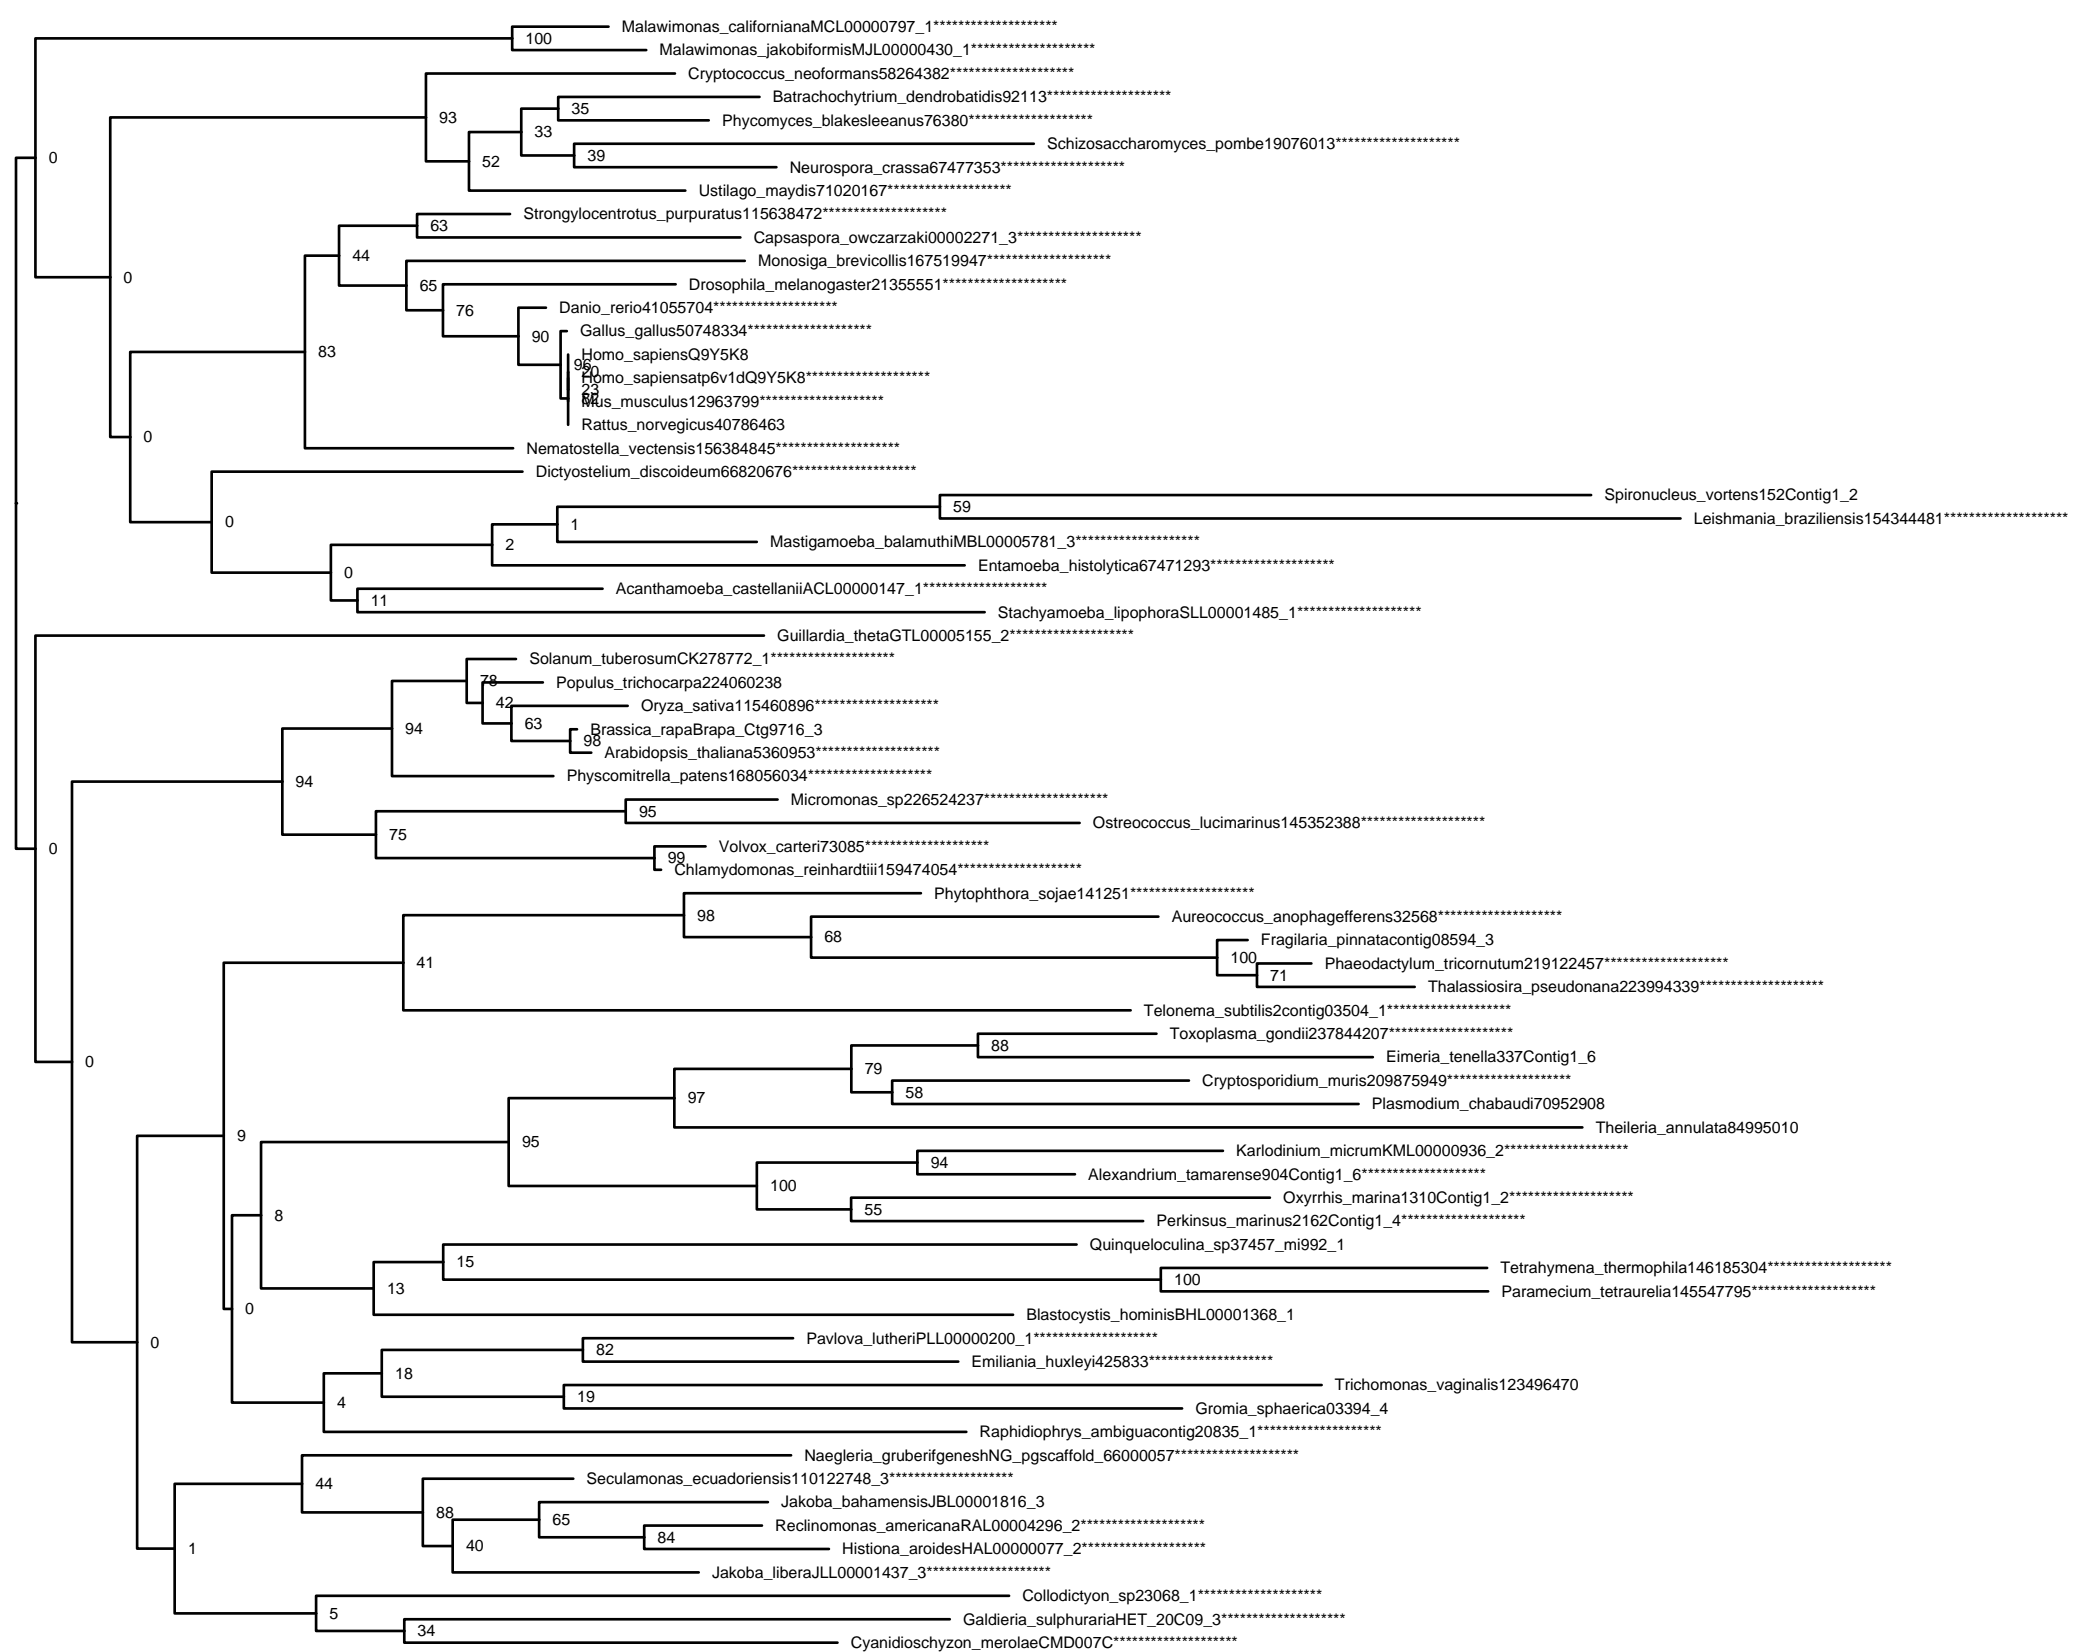 Malawimonas_californianaMCL00000797_1********************
100
Malawimonas_jakobiformisMJL00000430_1********************
Cryptococcus_neoformans58264382********************
Batrachochytrium_dendrobatidis92113********************
35
93
Phycomyces_blakesleeanus76380********************
33
Schizosaccharomyces_pombe19076013********************
39
0
52
Neurospora_crassa67477353********************
Ustilago_maydis71020167********************
Strongylocentrotus_purpuratus115638472********************
63
Capsaspora_owczarzaki00002271_3********************
44
Monosiga_brevicollis167519947********************
0
65
Drosophila_melanogaster21355551********************
76
Danio_rerio41055704********************
Gallus_gallus50748334********************
90
83
Homo_sapiensQ9Y5K8
96
20
Homo_sapiensatp6v1dQ9Y5K8********************
23
Mus_musculus12963799********************
Rattus_norvegicus40786463
0
Nematostella_vectensis156384845********************
Dictyostelium_discoideum66820676********************
Spironucleus_vortens152Contig1_2
59
Leishmania_braziliensis154344481********************
0
1
Mastigamoeba_balamuthiMBL00005781_3********************
2
Entamoeba_histolytica67471293********************
0
Acanthamoeba_castellaniiACL00000147_1********************
11
Stachyamoeba_lipophoraSLL00001485_1********************
Guillardia_thetaGTL00005155_2********************
Solanum_tuberosumCK278772_1********************
78
Populus_trichocarpa224060238
42
Oryza_sativa115460896********************
63
94
Brassica_rapaBrapa_Ctg9716_3
98
Arabidopsis_thaliana5360953********************
Physcomitrella_patens168056034********************
94
Micromonas_sp226524237********************
95
Ostreococcus_lucimarinus145352388********************
75
Volvox_carteri73085********************
0
99
Chlamydomonas_reinhardtiii159474054********************
Phytophthora_sojae141251********************
98
Aureococcus_anophagefferens32568********************
68
Fragilaria_pinnatacontig08594_3
100
41
Phaeodactylum_tricornutum219122457********************
71
Thalassiosira_pseudonana223994339********************
Telonema_subtilis2contig03504_1********************
Toxoplasma_gondii237844207********************
88
Eimeria_tenella337Contig1_6
0
79
Cryptosporidium_muris209875949********************
58
97
Plasmodium_chabaudi70952908
Theileria_annulata84995010
9
95
Karlodinium_micrumKML00000936_2********************
94
Alexandrium_tamarense904Contig1_6********************
100
Oxyrrhis_marina1310Contig1_2********************
55
8
Perkinsus_marinus2162Contig1_4********************
Quinqueloculina_sp37457_mi992_1
15
Tetrahymena_thermophila146185304********************
100
13
Paramecium_tetraurelia145547795********************
0
Blastocystis_hominisBHL00001368_1
Pavlova_lutheriPLL00000200_1********************
0
82
Emiliania_huxleyi425833********************
18
Trichomonas_vaginalis123496470
19
4
Gromia_sphaerica03394_4
Raphidiophrys_ambiguacontig20835_1********************
Naegleria_gruberifgeneshNG_pgscaffold_66000057********************
44
Seculamonas_ecuadoriensis110122748_3********************
Jakoba_bahamensisJBL00001816_3
88
65
Reclinomonas_americanaRAL00004296_2********************
84
1
40
Histiona_aroidesHAL00000077_2********************
Jakoba_liberaJLL00001437_3********************
Collodictyon_sp23068_1********************
5
Galdieria_sulphurariaHET_20C09_3********************
34
Cyanidioschyzon_merolaeCMD007C********************